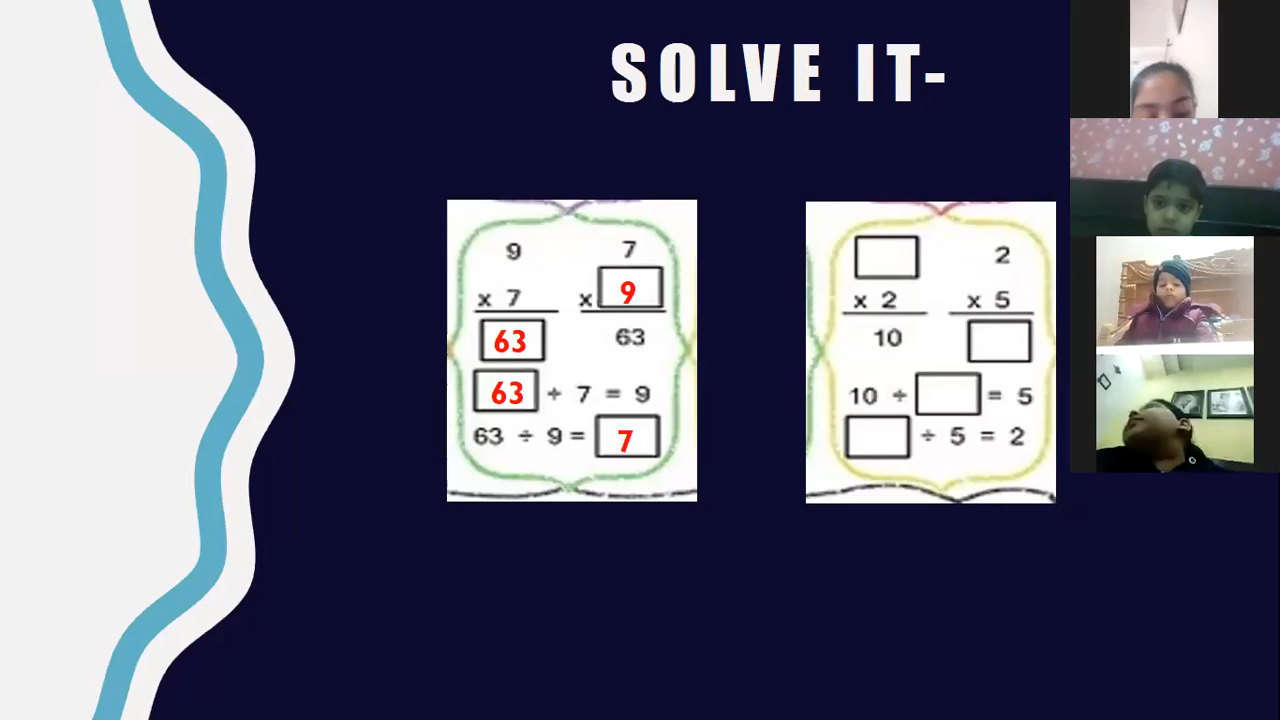 SOLVE IT-
9 7
x 7 x 9
63 63
63 ÷ 7 = 9
63 ÷ 9 = 7
2
x 2 x 5
10
10 ÷ = 5
÷ 5 = 2